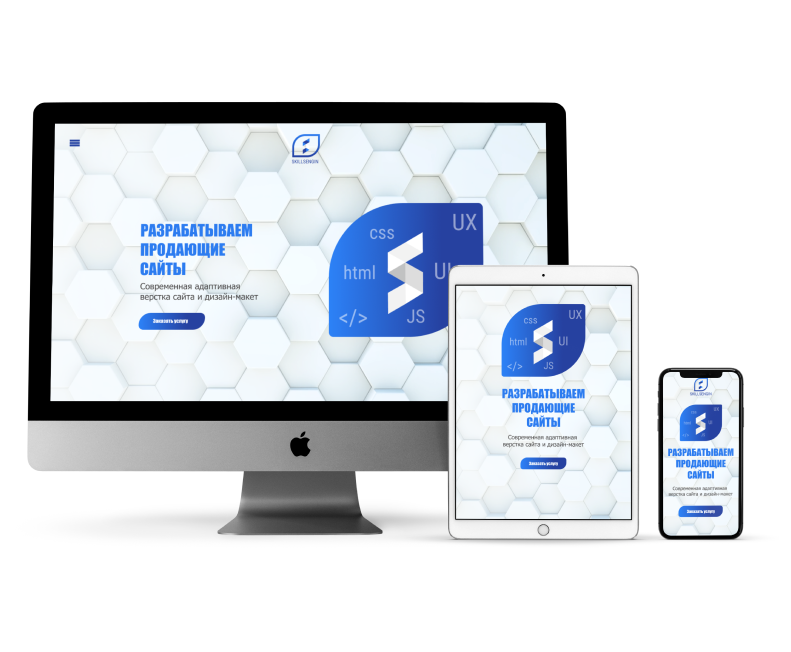 SKILLSENGIN
РАЗРАБАТЫВАЕМ
ПРОДАЮЩИЕ
САЙТЫ
Современная адаптивная
верстка сайта и дизайн-макет
Заказать услугу
css
UX
html
UI
</>
JS
css
UX
html
UI
</>
JS
РАЗРАБАТЫВАЕМ
ПРОДАЮЩИЕ
САЙТЫ
Современная адаптивная
верстка сайта и дизайн-макет
Заказать услугу
SKILLSENGIN
css
UX
html
UI
</>
JS
РАЗРАБАТЫВАЕМ
ПРОДАЮЩИЕ
САЙТЫ
Современная адаптивная
верстка сайта и дизайн-макет
Заказать услугу